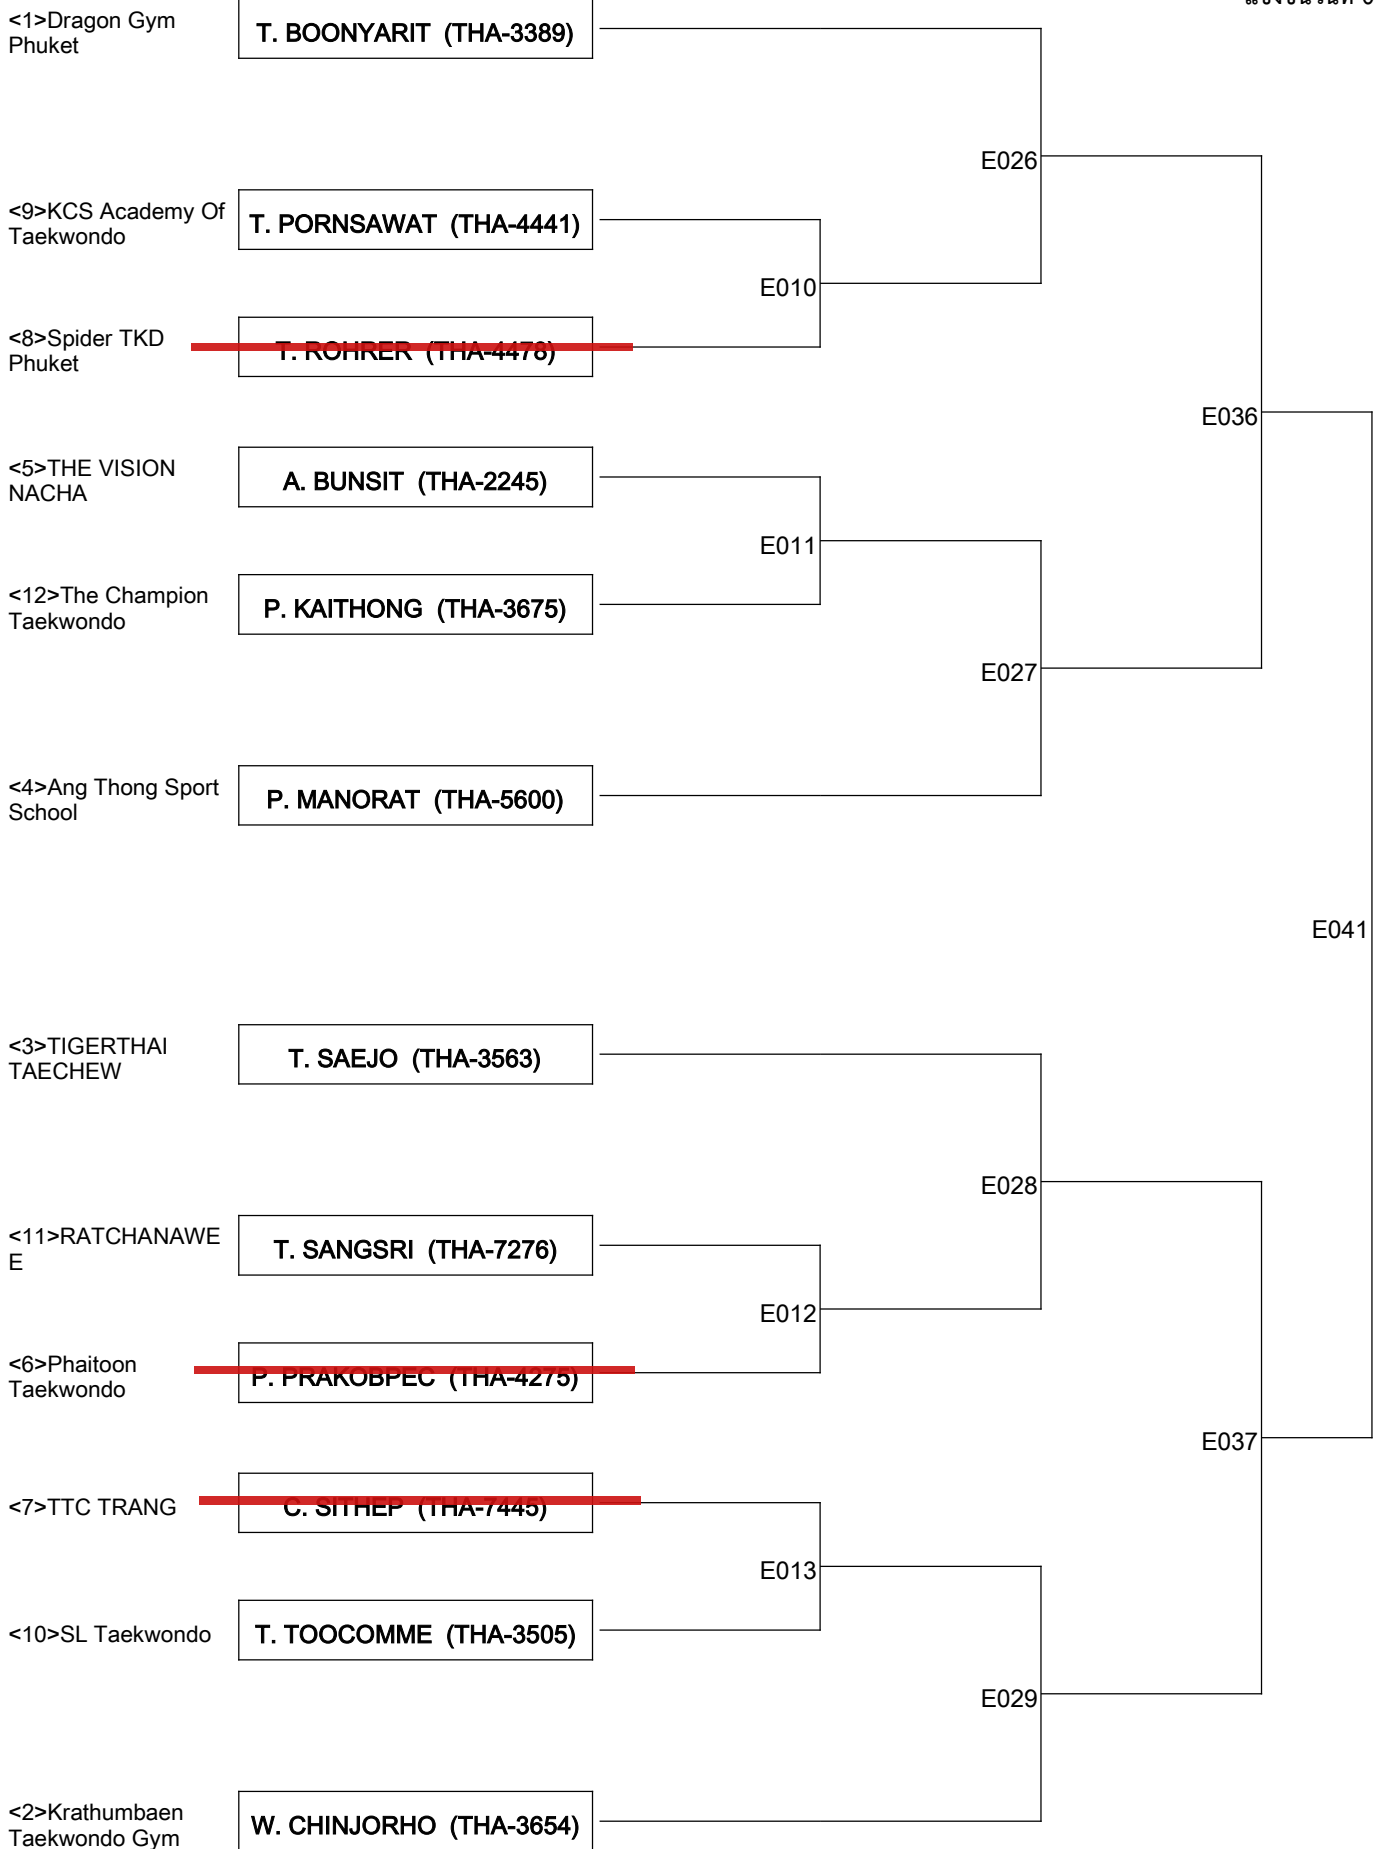 <1>Dragon Gym
Phuket
T. BOONYARIT (THA-3389)
E026
<9>KCS Academy Of
Taekwondo
T. PORNSAWAT (THA-4441)
E010
<8>Spider TKD
Phuket
T. ROHRER (THA-4478)
E036
<5>THE VISION
NACHA
A. BUNSIT (THA-2245)
E011
<12>The Champion
Taekwondo
P. KAITHONG (THA-3675)
E027
<4>Ang Thong Sport
School
P. MANORAT (THA-5600)
E041
<3>TIGERTHAI
TAECHEW
T. SAEJO (THA-3563)
E028
<11>RATCHANAWE
E
T. SANGSRI (THA-7276)
E012
<6>Phaitoon
Taekwondo
P. PRAKOBPEC (THA-4275)
E037
<7>TTC TRANG
C. SITHEP (THA-7445)
E013
<10>SL Taekwondo
T. TOOCOMME (THA-3505)
E029
<2>Krathumbaen
Taekwondo Gym
W. CHINJORHO (THA-3654)